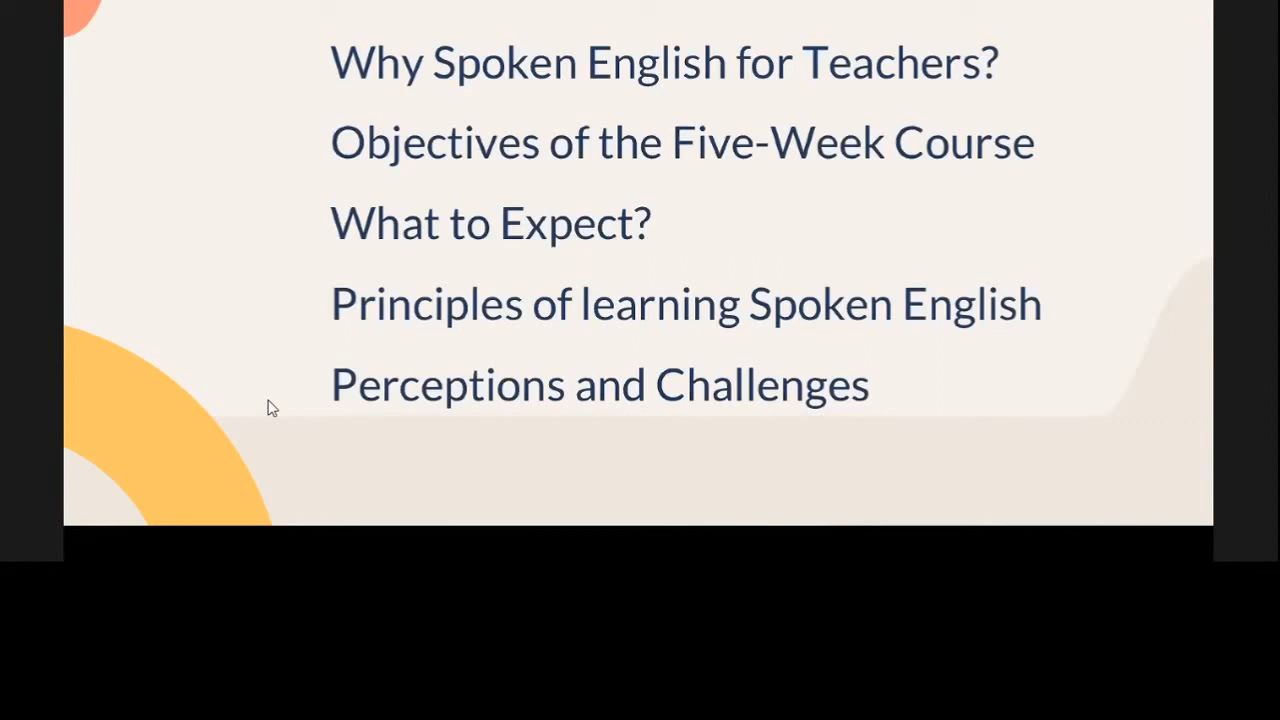 Why Spoken English for Teachers?
Objectives of the Five-Week Course
What to Expect?
Principles of learning Spoken English
Perceptions and Challenges